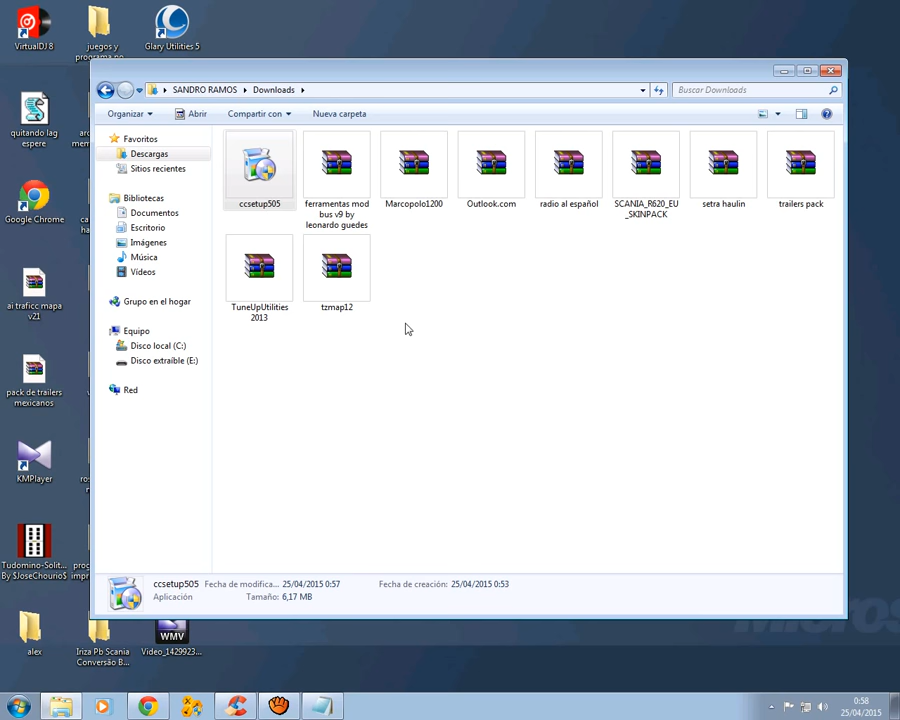 VirtualDJ 8
juegos y
programa no
Glary Utilities 5
SANDRO RAMOS
Downloads
Buscar Downloads
Organizar
Abrir
Compartir con
Nueva carpeta
quitando lag
espere
Google Chrome
ai traficc mapa
v21
pack de trailers
mexicanos
KMPlayer
Tudomino-Solit...
By $JoseChourio$
alex
Iriza Pb Scania
Conversão B...
WMV
Video_1429923...
Favoritos
Descargas
Sitios recientes
Bibliotecas
Documentos
Escritorio
Imágenes
Música
Vídeos
Grupo en el hogar
Equipo
Disco local (C:)
Disco extraíble (E:)
Red
ccsetup505
ferramentas mod
bus v9 by
leonardo guedes
Marcopolo1200
Outlook.com
radio al español
SCANIA_R620_EU
_SKINPACK
setra haulin
trailers pack
TuneUpUtilities
2013
tzmap12
ccsetup505
Fecha de modifica... 25/04/2015 0:57
Fecha de creación: 25/04/2015 0:53
Aplicación
Tamaño: 6,17 MB
0:58
25/04/2015